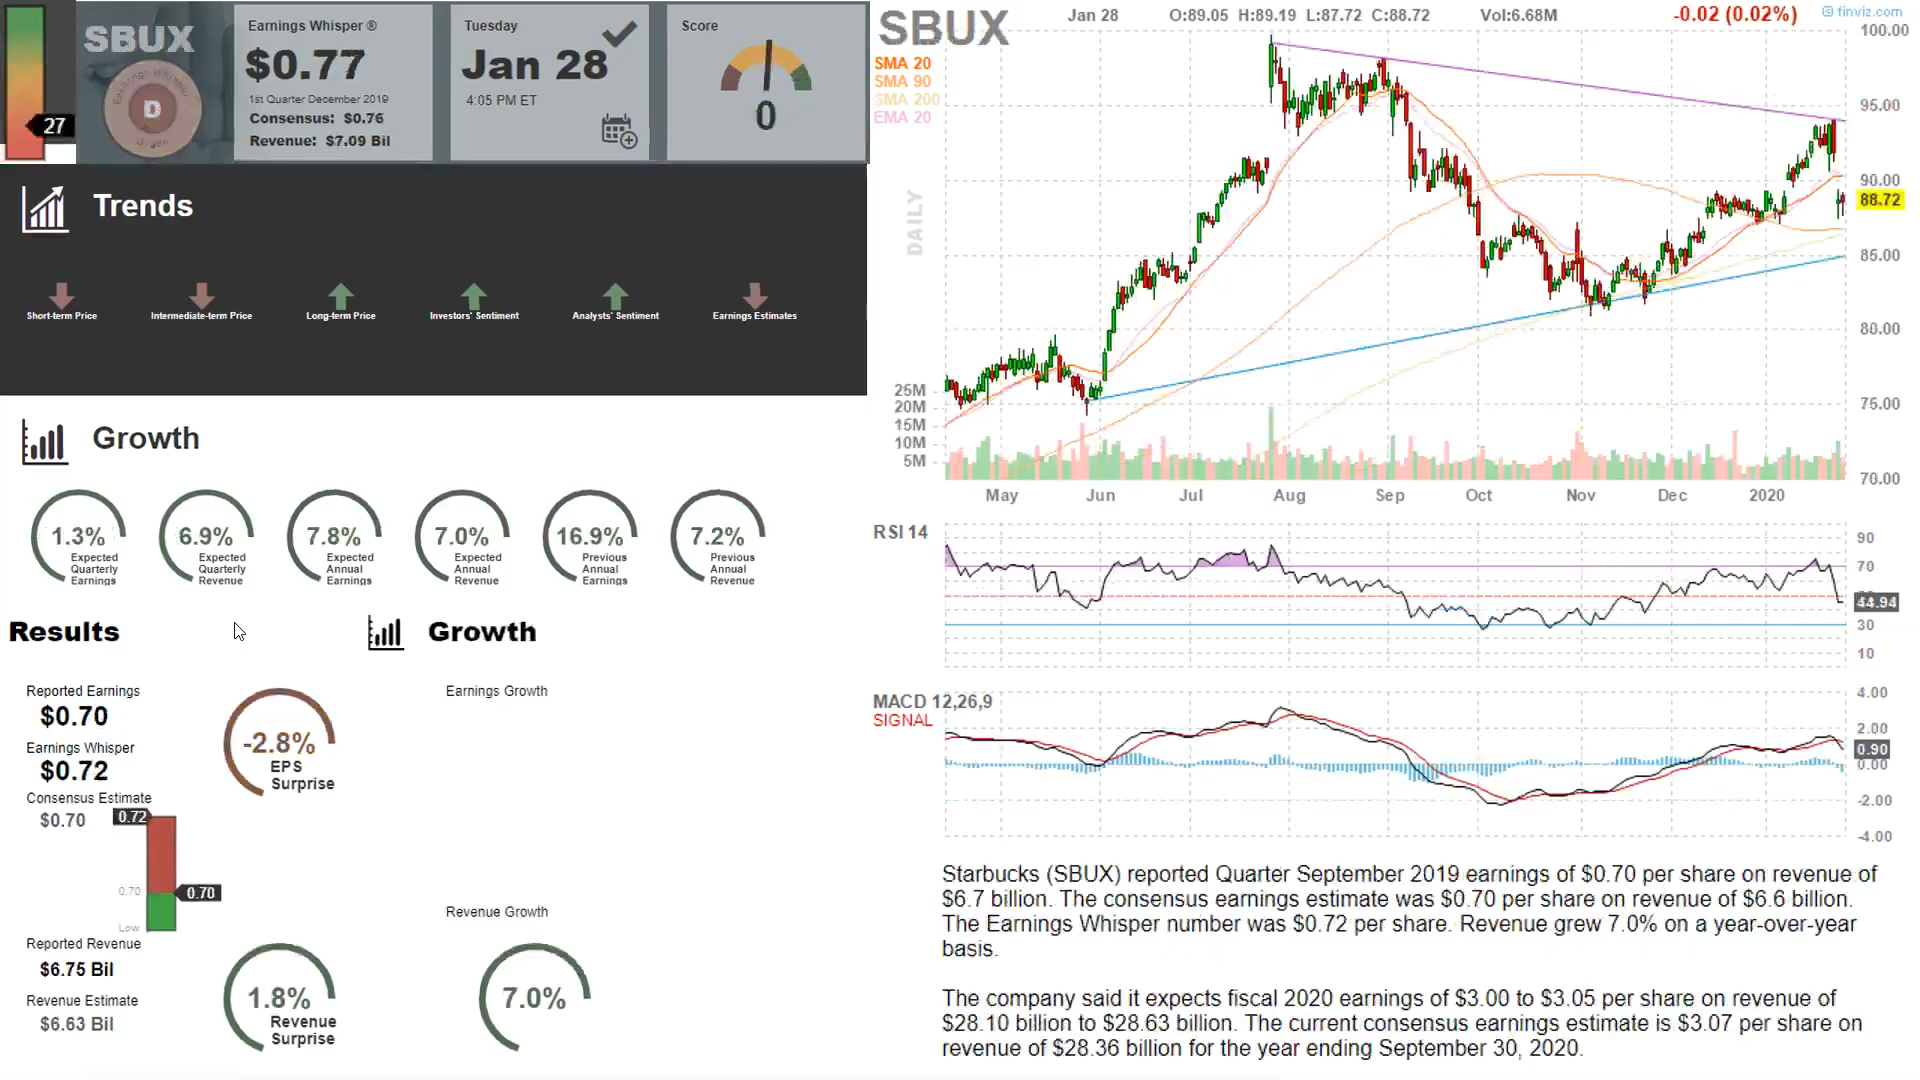 SBUX
27
D
Earnings Whisper ®
$0.77
1st Quarter December 2019
Consensus: $0.76
Revenue: $7.09 Bil
Tuesday
Jan 28
4:05 PM ET
Score
0
Trends
Short-term Price
Intermediate-term Price
Long-term Price
Investors' Sentiment
Analysts' Sentiment
Earnings Estimates
Growth
1.3%
Expected
Quarterly
Earnings
6.9%
Expected
Quarterly
Revenue
7.8%
Expected
Annual
Earnings
7.0%
Expected
Annual
Revenue
16.9%
Previous
Annual
Earnings
7.2%
Previous
Annual
Revenue
Results
Reported Earnings
$0.70
Earnings Whisper
$0.72
Consensus Estimate
$0.70
-2.8%
EPS
Surprise
0.72
0.70
0.70
Low
Reported Revenue
$6.75 Bil
Revenue Estimate
$6.63 Bil
1.8%
Revenue
Surprise
Growth
Earnings Growth
Revenue Growth
7.0%
SBUX
Jan 28
O:89.05 H:89.19 L:87.72 C:88.72
Vol:6.68M
-0.02 (0.02%)
© finviz.com
SMA 20
SMA 90
SMA 200
EMA 20
DAILY
100.00
95.00
90.00
88.72
85.00
80.00
75.00
70.00
25M
20M
15M
10M
5M
May Jun Jul Aug Sep Oct Nov Dec 2020
RSI 14
90
70
44.94
30
10
MACD 12,26,9
SIGNAL
4.00
2.00
0.90
0.00
-2.00
-4.00
Starbucks (SBUX) reported Quarter September 2019 earnings of $0.70 per share on revenue of
$6.7 billion. The consensus earnings estimate was $0.70 per share on revenue of $6.6 billion.
The Earnings Whisper number was $0.72 per share. Revenue grew 7.0% on a year-over-year
basis.
The company said it expects fiscal 2020 earnings of $3.00 to $3.05 per share on revenue of
$28.10 billion to $28.63 billion. The current consensus earnings estimate is $3.07 per share on
revenue of $28.36 billion for the year ending September 30, 2020.